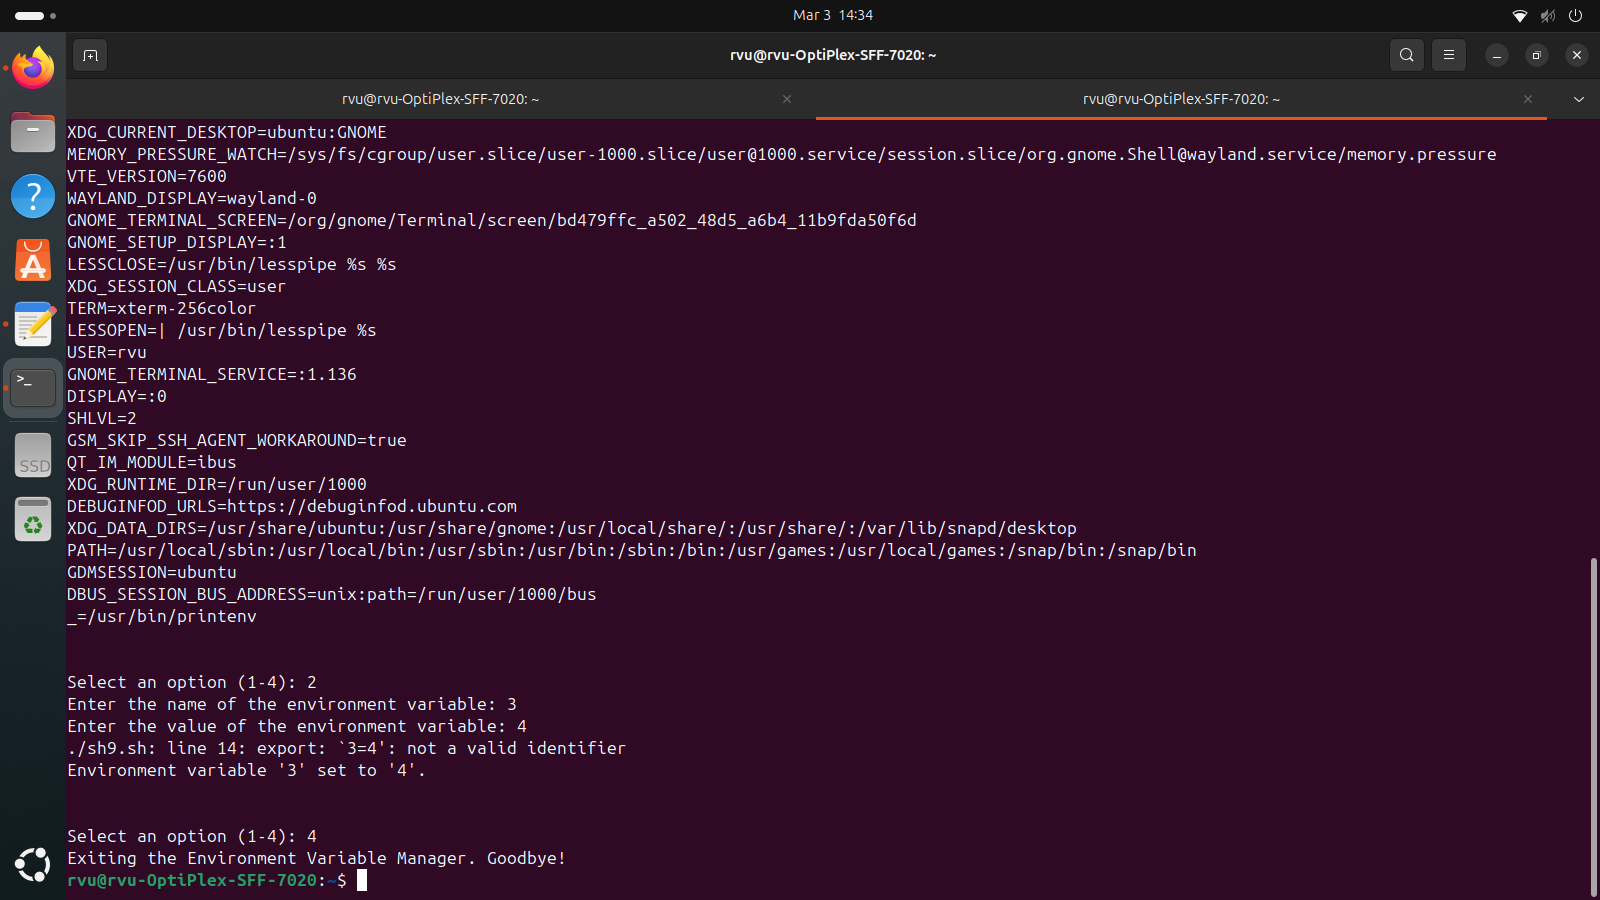 Mar 3 14:34
rvu@rvu-OptiPlex-SFF-7020: ~
rvu@rvu-OptiPlex-SFF-7020: ~
rvu@rvu-OptiPlex-SFF-7020: ~
XDG_CURRENT_DESKTOP=ubuntu:GNOME
MEMORY_PRESSURE_WATCH=/sys/fs/cgroup/user.slice/user-1000.slice/user@1000.service/session.slice/org.gnome.Shell@wayland.service/memory.pressure
VTE_VERSION=7600
WAYLAND_DISPLAY=wayland-0
GNOME_TERMINAL_SCREEN=/org/gnome/Terminal/screen/bd479ffc_a502_48d5_a6b4_11b9fda50f6d
GNOME_SETUP_DISPLAY=:1
LESSCLOSE=/usr/bin/lesspipe %s %s
XDG_SESSION_CLASS=user
TERM=xterm-256color
LESSOPEN=| /usr/bin/lesspipe %s
USER=rvu
GNOME_TERMINAL_SERVICE=:1.136
DISPLAY=:0
SHLVL=2
GSM_SKIP_SSH_AGENT_WORKAROUND=true
QT_IM_MODULE=ibus
XDG_RUNTIME_DIR=/run/user/1000
DEBUGINFOD_URLS=https://debuginfod.ubuntu.com
XDG_DATA_DIRS=/usr/share/ubuntu:/usr/share/gnome:/usr/local/share/:/usr/share/:/var/lib/snapd/desktop
PATH=/usr/local/sbin:/usr/local/bin:/usr/sbin:/usr/bin:/sbin:/bin:/usr/games:/usr/local/games:/snap/bin:/snap/bin
GDMSESSION=ubuntu
DBUS_SESSION_BUS_ADDRESS=unix:path=/run/user/1000/bus
_=/usr/bin/printenv
Select an option (1-4): 2
Enter the name of the environment variable: 3
Enter the value of the environment variable: 4
./sh9.sh: line 14: export: `3=4': not a valid identifier
Environment variable '3' set to '4'.
Select an option (1-4): 4
Exiting the Environment Variable Manager. Goodbye!
rvu@rvu-OptiPlex-SFF-7020:~$
SSD